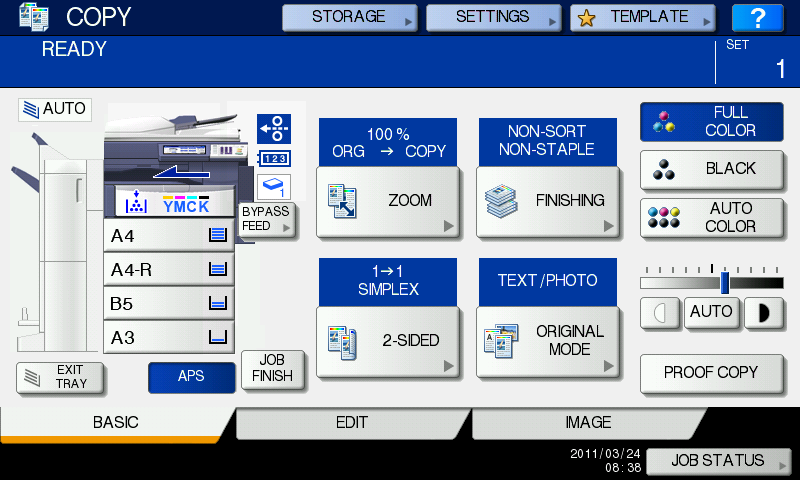 COPY
STORAGE
SETTINGS
TEMPLATE
?
READY
SET
1
AUTO
123
1
YMCK
BYPASS
FEED
A4
A4-R
B5
A3
EXIT
TRAY
APS
JOB
FINISH
100 %
ORG → COPY
ZOOM
NON-SORT
NON-STAPLE
FINISHING
1→1
SIMPLEX
2-SIDED
TEXT/PHOTO
A
ORIGINAL
MODE
FULL
COLOR
BLACK
AUTO
COLOR
AUTO
PROOF COPY
BASIC
EDIT
IMAGE
2011/03/24
08:38
JOB STATUS